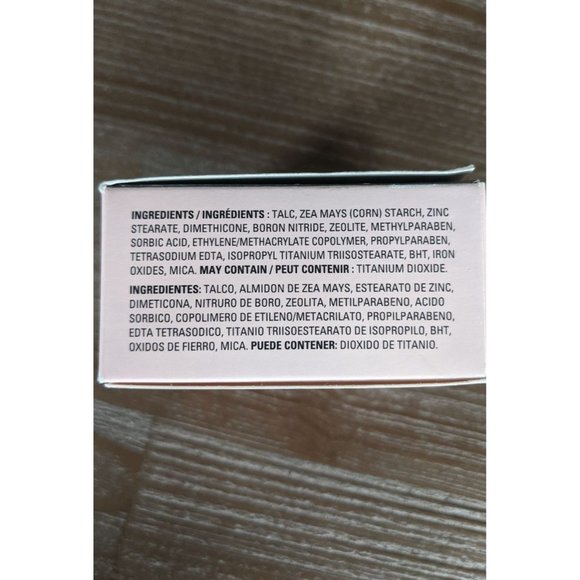 INGREDIENTS / INGRÉDIENTS : TALC, ZEA MAYS (CORN) STARCH, ZINC
STEARATE, DIMETHICONE, BORON NITRIDE, ZEOLITE, METHYLPARABEN,
SORBIC ACID, ETHYLENE/METHACRYLATE COPOLYMER, PROPYLPARABEN,
TETRASODIUM EDTA, ISOPROPYL TITANIUM TRIISOSTEARATE, BHT, IRON
OXIDES, MICA. MAY CONTAIN / PEUT CONTENIR : TITANIUM DIOXIDE.
INGREDIENTES: TALCO, ALMIDON DE ZEA MAYS, ESTEARATO DE ZINC,
DIMETICONA, NITRURO DE BORO, ZEOLITA, METILPARABENO, ACIDO
SORBICO, COPOLIMERO DE ETILENO/METACRILATO, PROPILPARABENO,
EDTA TETRASODICO, TITANIO TRIISOESTEARATO DE ISOPROPILO, BHT,
OXIDOS DE FIERRO, MICA. PUEDE CONTENER: DIOXIDO DE TITANIO.